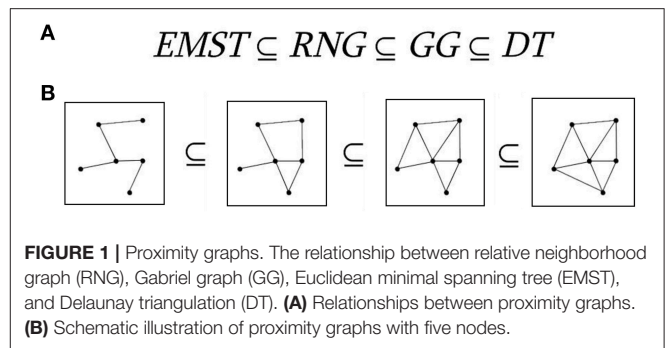 A
EMST ⊆ RNG ⊆ GG ⊆ DT
B
⊆ ⊆ ⊆
FIGURE 1 | Proximity graphs. The relationship between relative neighborhood
graph (RNG), Gabriel graph (GG), Euclidean minimal spanning tree (EMST),
and Delaunay triangulation (DT). (A) Relationships between proximity graphs.
(B) Schematic illustration of proximity graphs with five nodes.